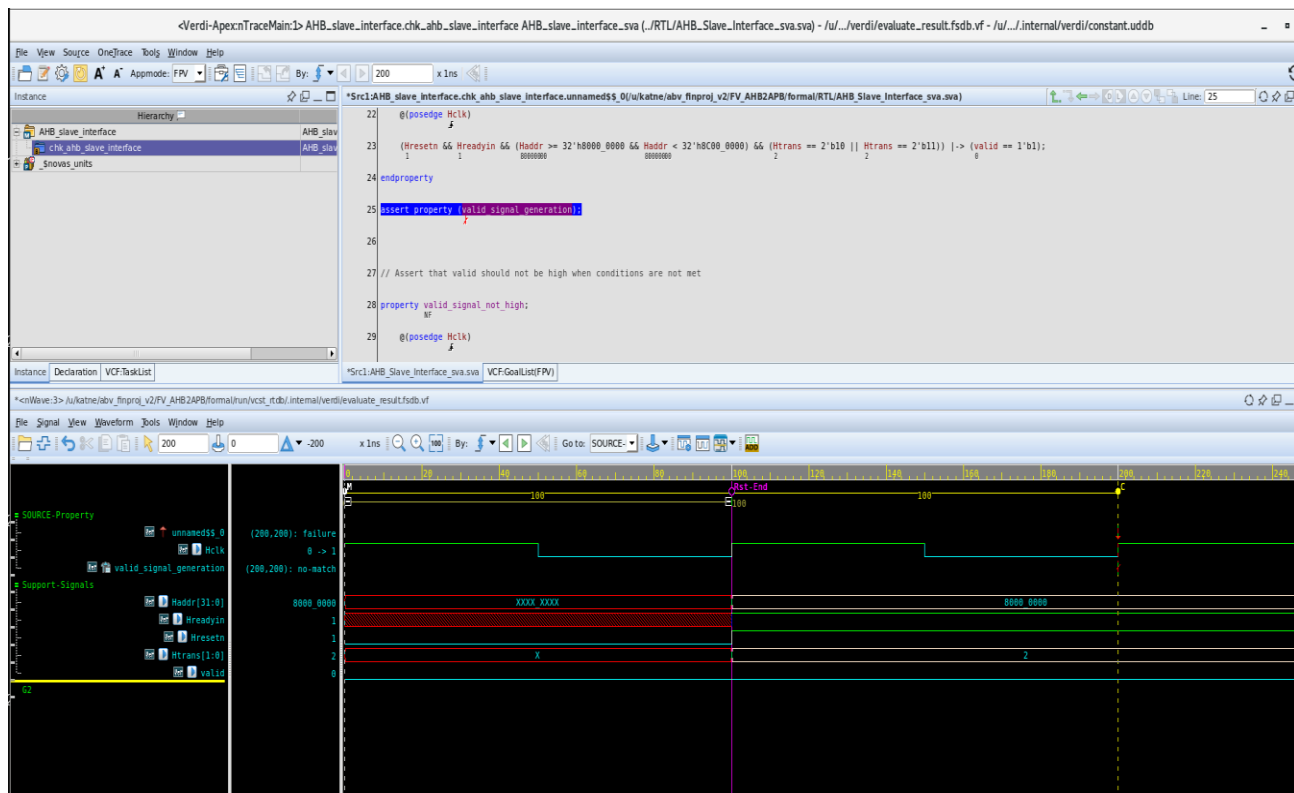 <Verdi-Apex:nTraceMain:1> AHB_slave_interface.chk_ahb_slave_interface AHB_slave_interface_sva (../RTL/AHB_Slave_Interface_sva.sva) - /u/.../verdi/evaluate_result.fsdb.vf - /u/.../.internal/verdi/constant.uddb
File View Source OneTrace Tools Window Help
Appmode: FPV By: 200 x 1ns
Instance
*Src1:AHB_slave_interface.chk_ahb_slave_interface.unnamed$$_0(/u/katne/abv_finproj_v2/FV_AHB2APB/formal/RTL/AHB_Slave_Interface_sva.sva) Line: 25
Hierarchy
AHB_slave_interface AHB_slav
chk_ahb_slave_interface AHB_slav
$novas_units
22 @(posedge Hclk)
23 (Hresetn && Hreadyin && (Haddr >= 32'h8000_0000 && Haddr < 32'h8C00_0000) && (Htrans == 2'b10 || Htrans == 2'b11)) |-> (valid == 1'b1);
1 1 80000000 80000000 2 2 0
24 endproperty
25 assert property (valid_signal_generation);
26
27 // Assert that valid should not be high when conditions are not met
28 property valid_signal_not_high;
NF
29 @(posedge Hclk)
Instance Declaration VCF:TaskList
*Src1:AHB_Slave_Interface_sva.sva VCF:GoalList(FPV)
*<nWave:3> /u/katne/abv_finproj_v2/FV_AHB2APB/formal/run/vcst_rtdb/.internal/verdi/evaluate_result.fsdb.vf
File Signal View Waveform Tools Window Help
200 0 -200 x 1ns 100 By: Go to: SOURCE- ADD
0 20 40 60 80 100 120 140 160 180 200 220 240
M Rst-End C
100 100
100
SOURCE-Property
unnamed$$_0 (200,200): failure
Hclk 0 -> 1
valid_signal_generation (200,200): no-match
Support-Signals
Haddr[31:0] 8000_0000 XXXX_XXXX 8000_0000
Hreadyin 1
Hresetn 1
Htrans[1:0] 2 X 2
valid 0
G2